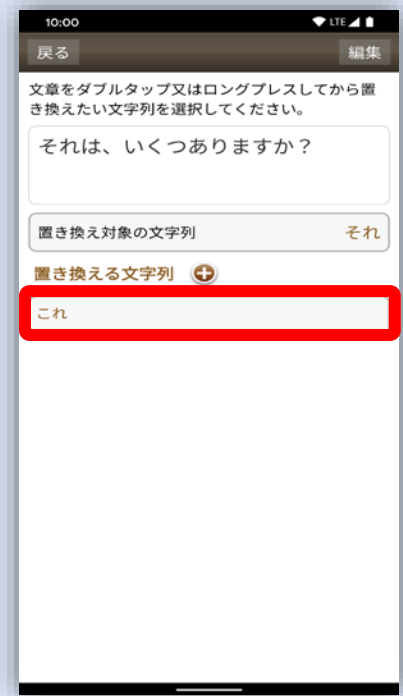 10:00 LTE
戻る 編集
文章をダブルタップ又はロングプレスしてから置
き換えたい文字列を選択してください。
それは、いくつありますか？
置き換え対象の文字列 それ
置き換える文字列
これ